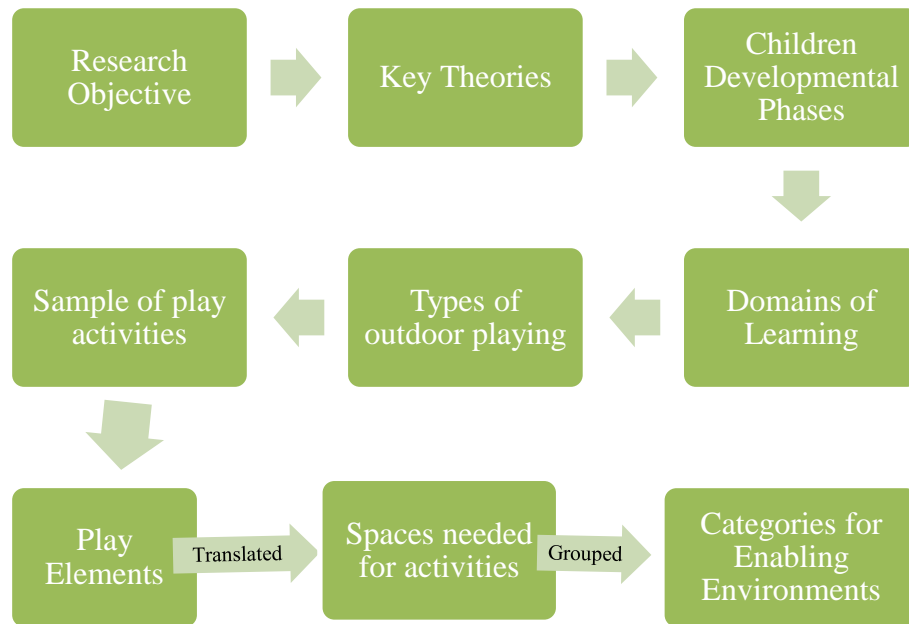 Research
Objective
Key Theories
Children
Developmental
Phases
Domains of
Learning
Types of
outdoor playing
Sample of play
activities
Play
Elements
Translated
Spaces needed
for activities
Grouped
Categories for
Enabling
Environments